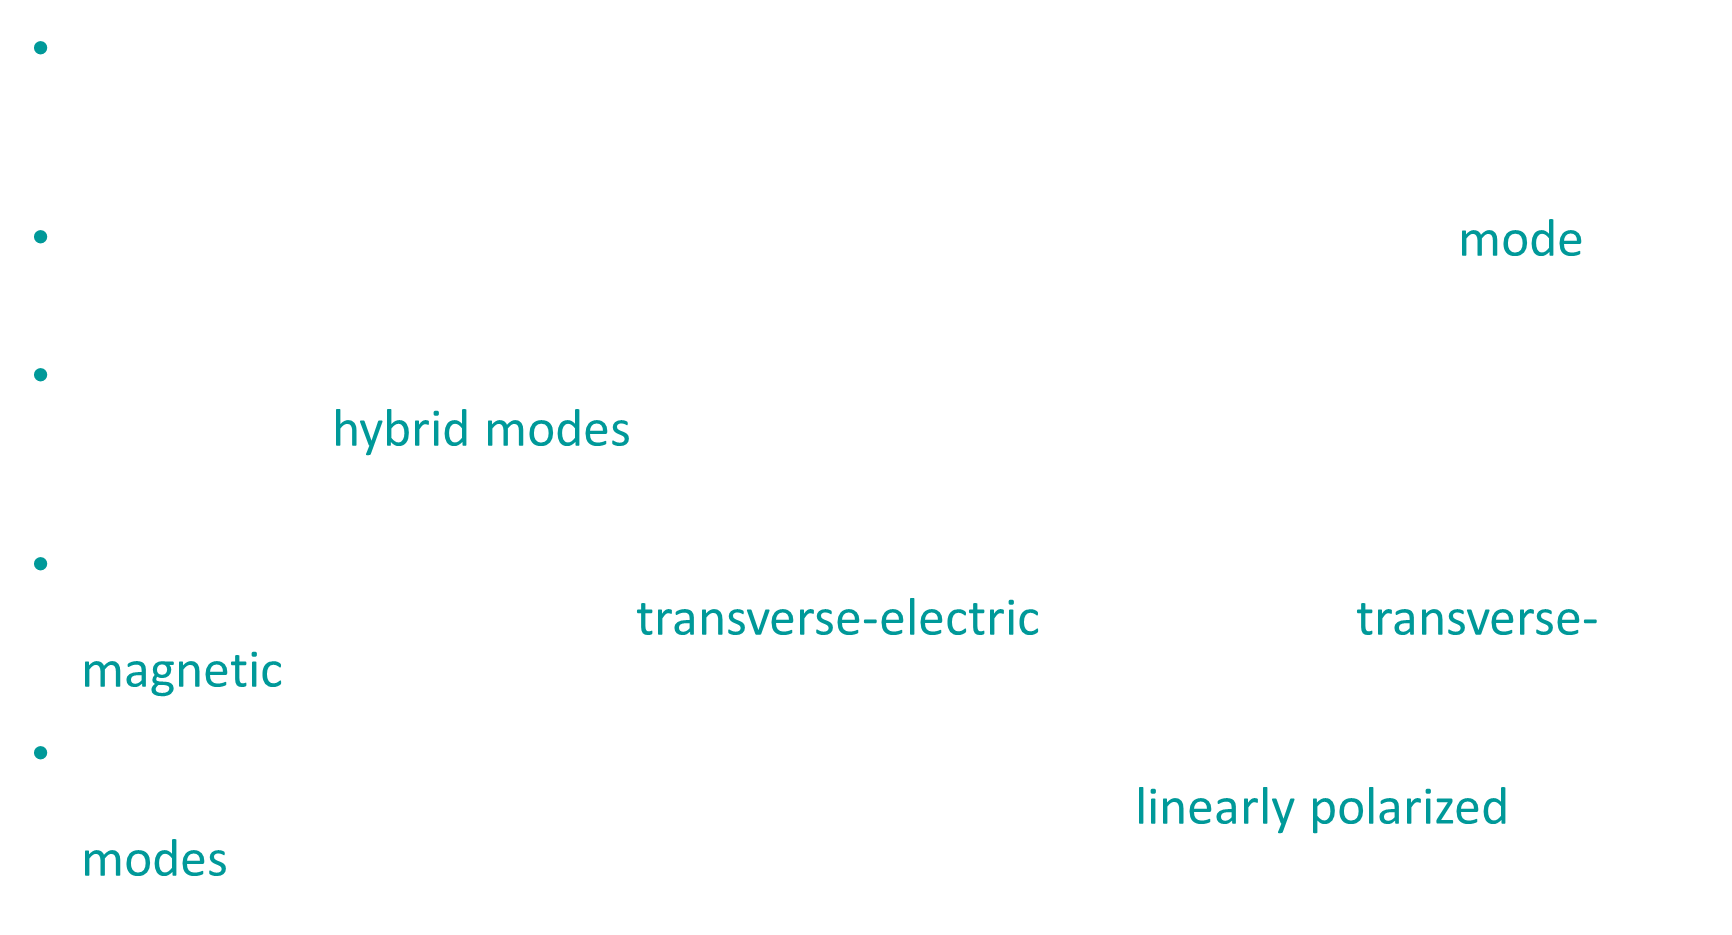 •
• mode
•
hybrid modes
•
transverse-electric transverse-
magnetic
•
linearly polarized
modes